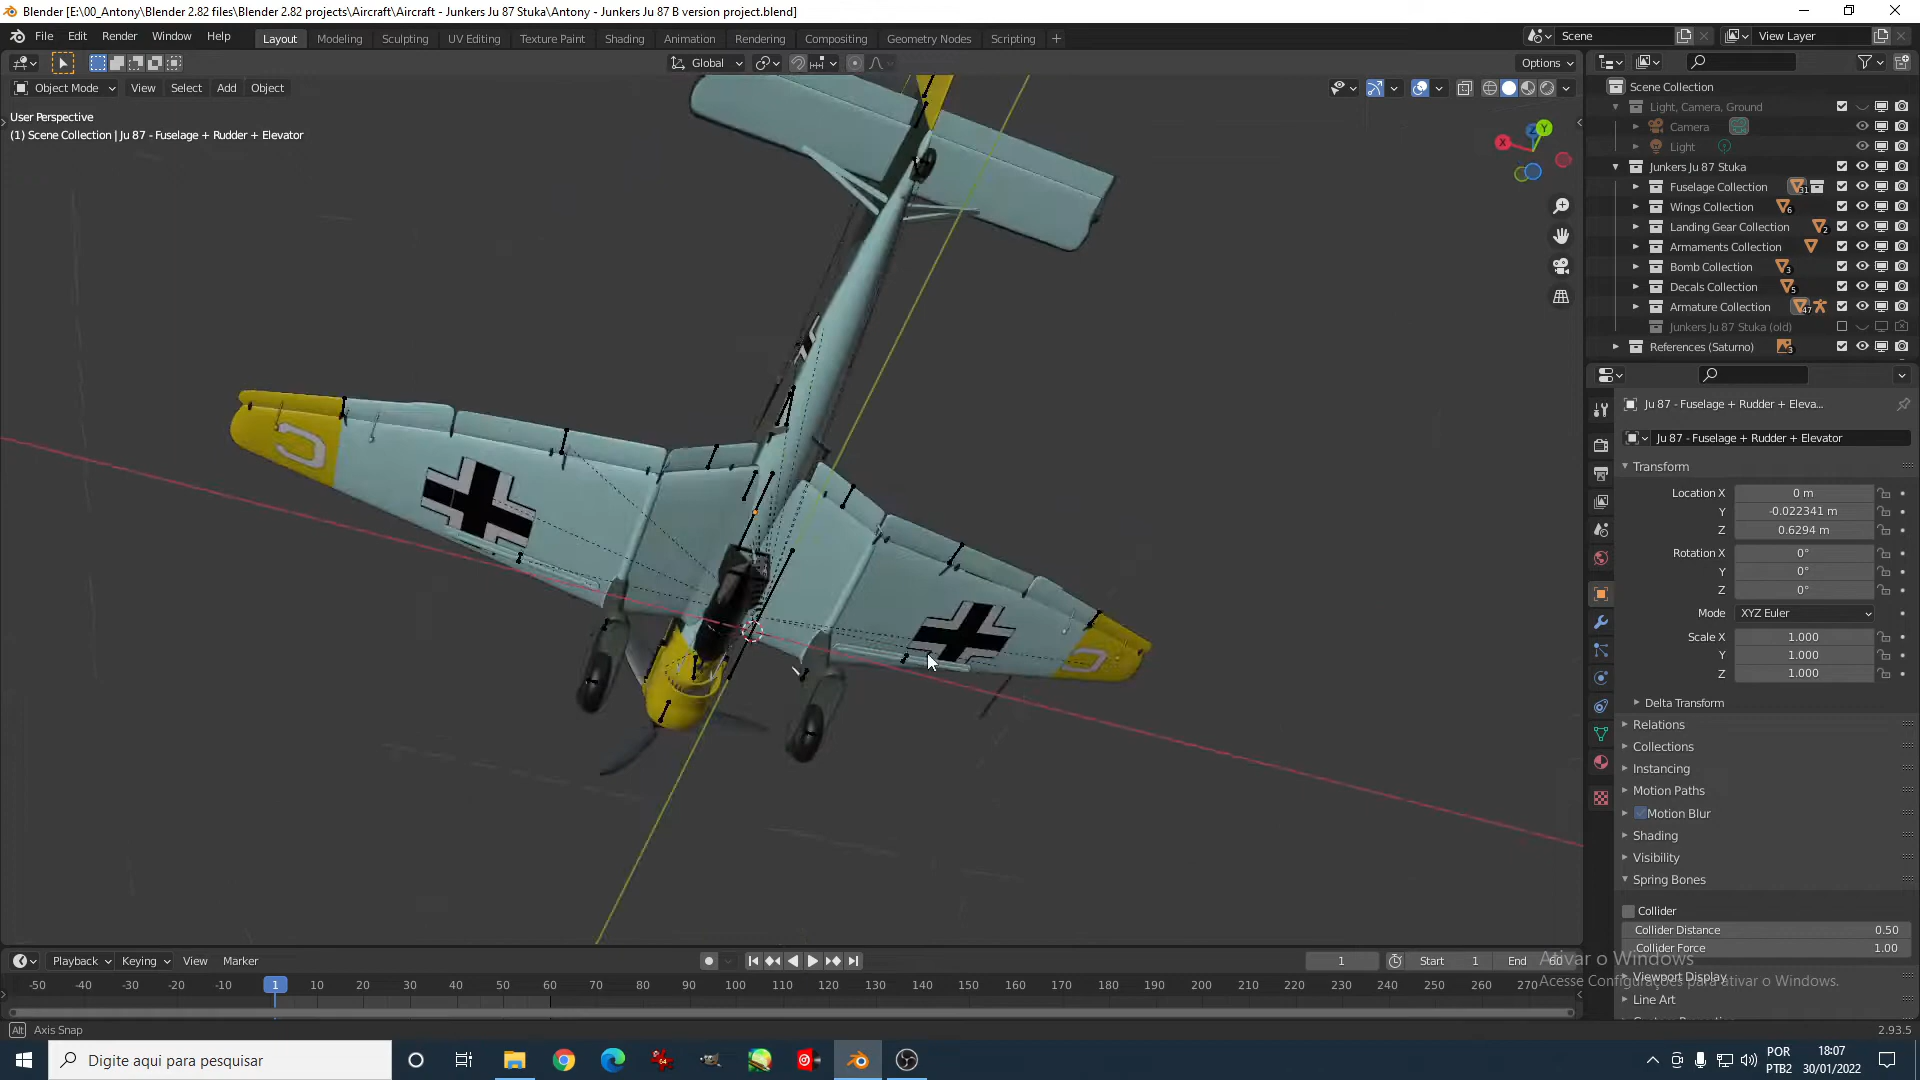 Blender [E:\00_Antony\Blender 2.82 files\Blender 2.82 projects\Aircraft\Aircraft - Junkers Ju 87 Stuka\Antony - Junkers Ju 87 B version project.blend]
File Edit Render Window Help
Layout Modeling Sculpting UV Editing Texture Paint Shading Animation Rendering Compositing Geometry Nodes Scripting
Scene
View Layer
Global
Options
Object Mode View Select Add Object
User Perspective
(1) Scene Collection | Ju 87 - Fuselage + Rudder + Elevator
X
Y
Z
C
C
Scene Collection
Light, Camera, Ground
Camera
Light
Junkers Ju 87 Stuka
Fuselage Collection 31
Wings Collection 6
Landing Gear Collection 2
Armaments Collection
Bomb Collection 3
Decals Collection 5
Armature Collection 47
Junkers Ju 87 Stuka (old)
References (Saturno) 3
Ju 87 - Fuselage + Rudder + Eleva...
Ju 87 - Fuselage + Rudder + Elevator
Transform
Location X 0 m
Y -0.022341 m
Z 0.6294 m
Rotation X 0°
Y 0°
Z 0°
Mode XYZ Euler
Scale X 1.000
Y 1.000
Z 1.000
Delta Transform
Relations
Collections
Instancing
Motion Paths
Motion Blur
Shading
Visibility
Spring Bones
Collider
Collider Distance 0.50
Collider Force 1.00
Viewport Display
Line Art
Ativar o Windows
Acesse Configurações para ativar o Windows.
Playback Keying View Marker
1 Start 1 End 60
-50 -40 -30 -20 -10 1 10 20 30 40 50 60 70 80 90 100 110 120 130 140 150 160 170 180 190 200 210 220 230 240 250 260 270
Alt Axis Snap
2.93.5
Digite aqui para pesquisar
64
POR
PTB2
18:07
30/01/2022